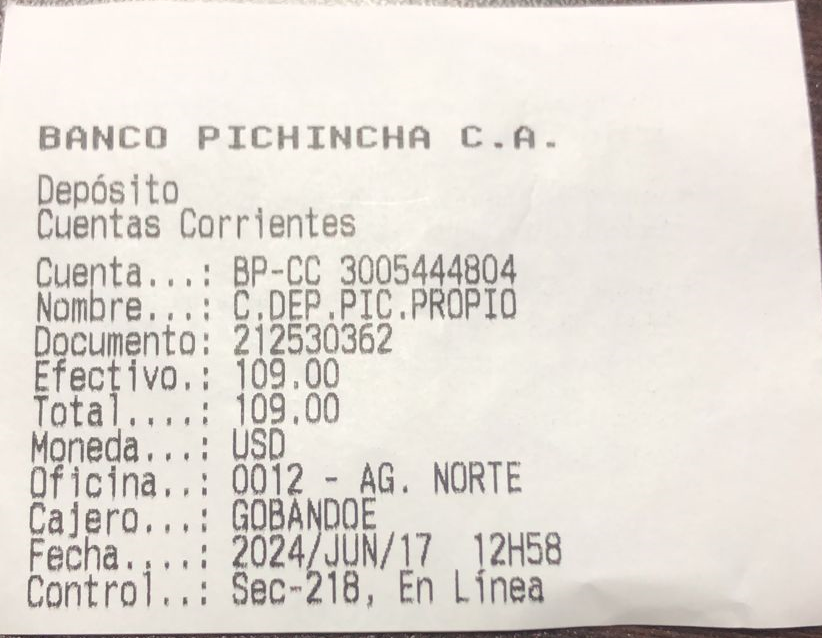 BANCO PICHINCHA C.A.
Depósito
Cuentas Corrientes
Cuenta...: BP-CC 3005444804
Nombre...: C.DEP.PIC.PROPIO
Documento: 212530362
Efectivo.: 109.00
Total....: 109.00
Moneda...: USD
Oficina..: 0012 - AG. NORTE
Cajero...: GOBANDOE
Fecha....: 2024/JUN/17  12H58
Control..: Sec-218, En Línea